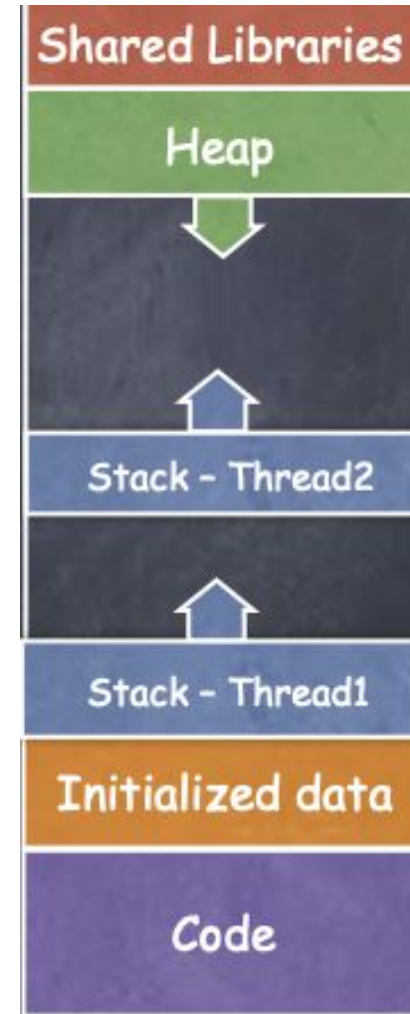 Shared Libraries
Heap
Stack - Thread2
Stack - Thread1
Initialized data
Code